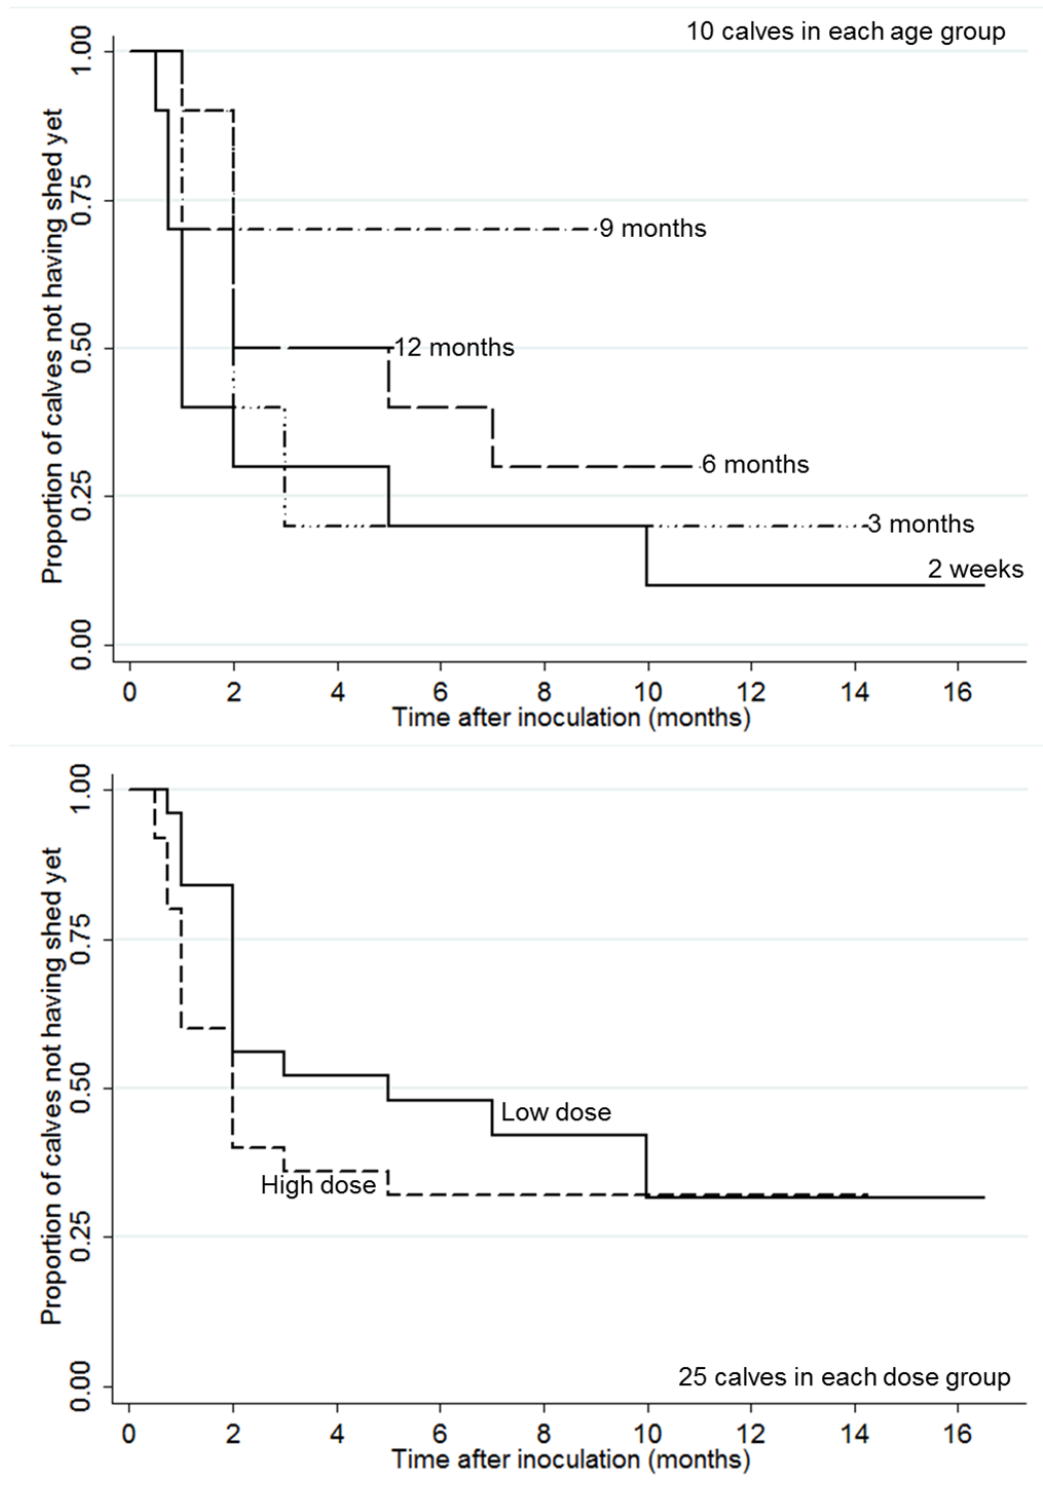 10 calves in each age group
Proportion of calves not having shed yet
1.00
0.75
0.50
0.25
0.00
9 months
12 months
6 months
3 months
2 weeks
0 2 4 6 8 10 12 14 16
Time after inoculation (months)
Proportion of calves not having shed yet
1.00
0.75
0.50
0.25
0.00
Low dose
High dose
25 calves in each dose group
0 2 4 6 8 10 12 14 16
Time after inoculation (months)